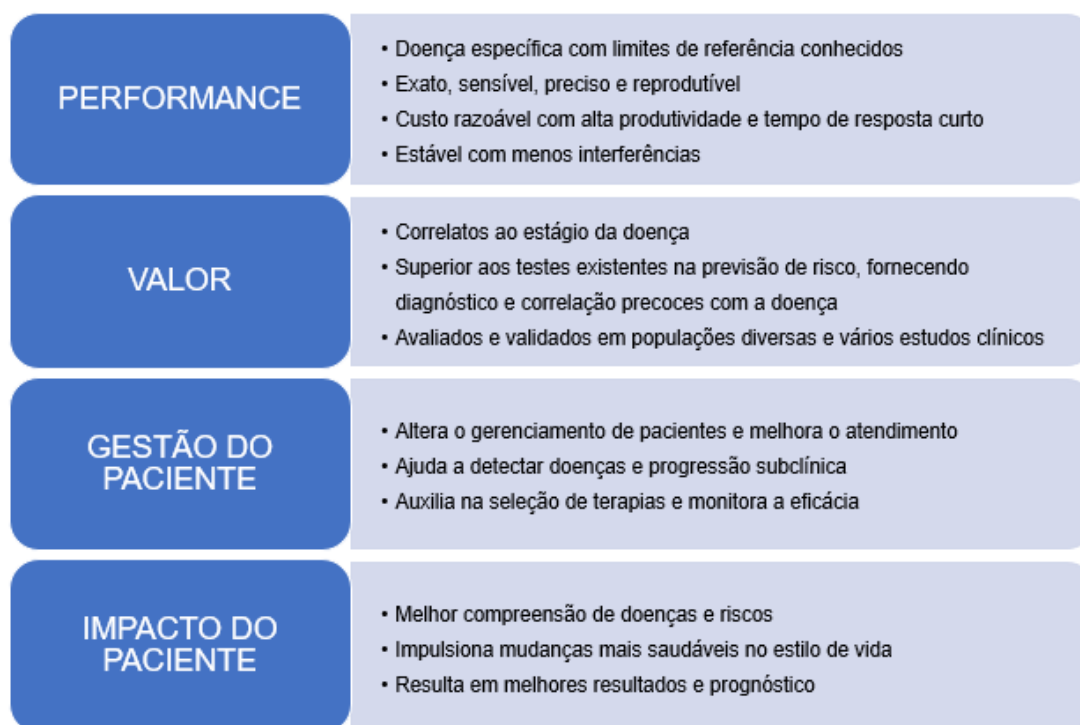 PERFORMANCE
• Doença específica com limites de referência conhecidos
• Exato, sensível, preciso e reprodutível
• Custo razoável com alta produtividade e tempo de resposta curto
• Estável com menos interferências
VALOR
• Correlatos ao estágio da doença
• Superior aos testes existentes na previsão de risco, fornecendo
diagnóstico e correlação precoces com a doença
• Avaliados e validados em populações diversas e vários estudos clínicos
GESTÃO DO
PACIENTE
• Altera o gerenciamento de pacientes e melhora o atendimento
• Ajuda a detectar doenças e progressão subclínica
• Auxilia na seleção de terapias e monitora a eficácia
IMPACTO DO
PACIENTE
• Melhor compreensão de doenças e riscos
• Impulsiona mudanças mais saudáveis no estilo de vida
• Resulta em melhores resultados e prognóstico